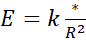 E = k * / R²